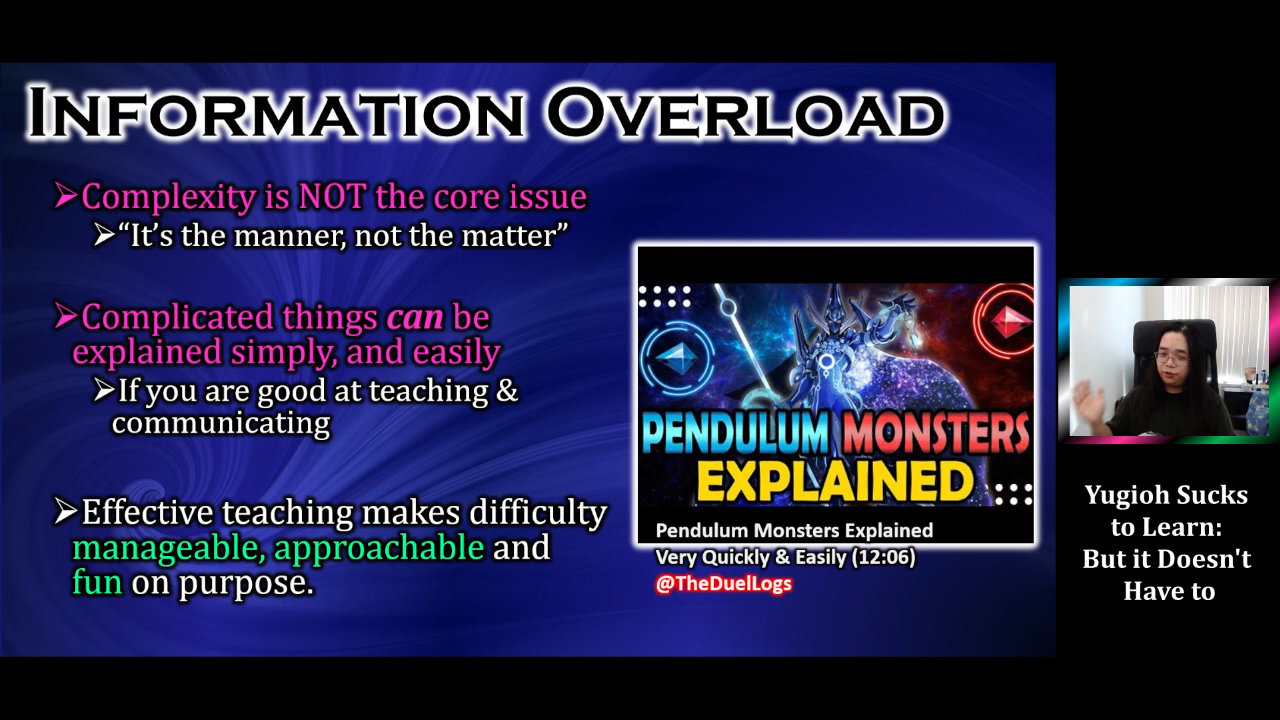 INFORMATION OVERLOAD
➢Complexity is NOT the core issue
➢“It’s the manner, not the matter”
➢Complicated things can be
explained simply, and easily
➢If you are good at teaching &
communicating
➢Effective teaching makes difficulty
manageable, approachable and
fun on purpose.
PENDULUM MONSTERS
EXPLAINED
Pendulum Monsters Explained
Very Quickly & Easily (12:06)
@TheDuelLogs
Yugioh Sucks
to Learn:
But it Doesn't
Have to